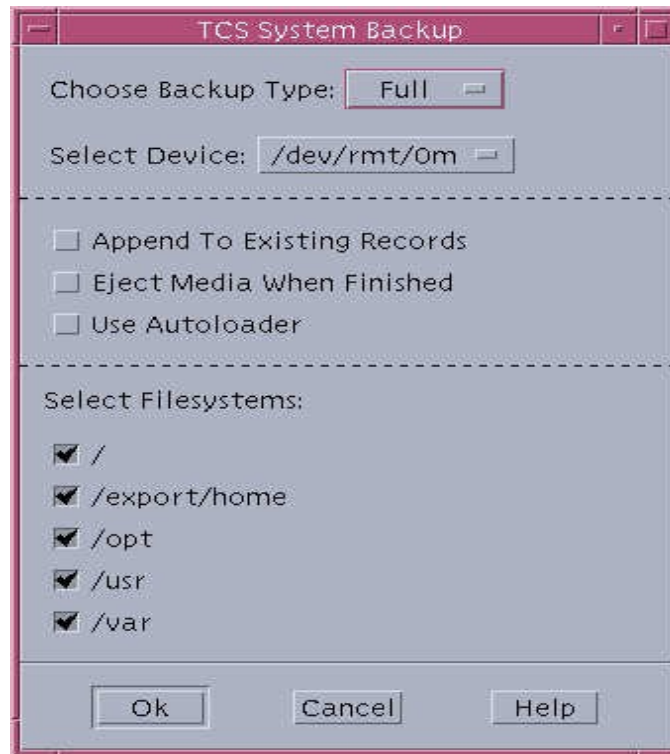 TCS System Backup
Choose Backup Type: Full
Select Device: /dev/rmt/0m
Append To Existing Records
Eject Media When Finished
Use Autoloader
Select Filesystems:
/
/export/home
/opt
/usr
/var
Ok Cancel Help